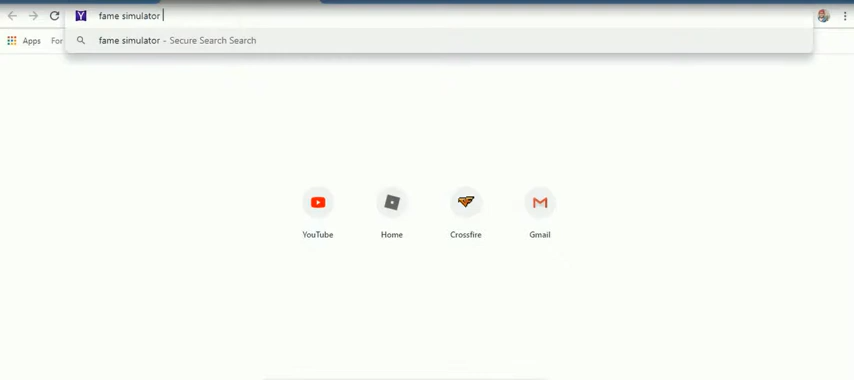 fame simulator
fame simulator - Secure Search Search
Apps For
YouTube Home Crossfire Gmail